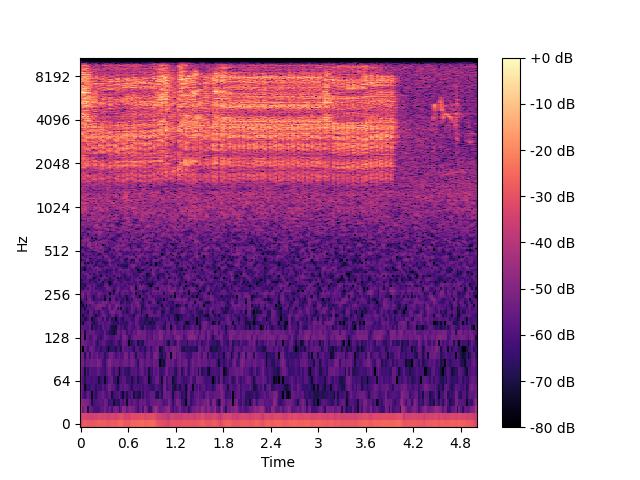 8192
4096
2048
1024
512
256
128
64
0
Hz
0 0.6 1.2 1.8 2.4 3 3.6 4.2 4.8
Time
+0 dB
-10 dB
-20 dB
-30 dB
-40 dB
-50 dB
-60 dB
-70 dB
-80 dB